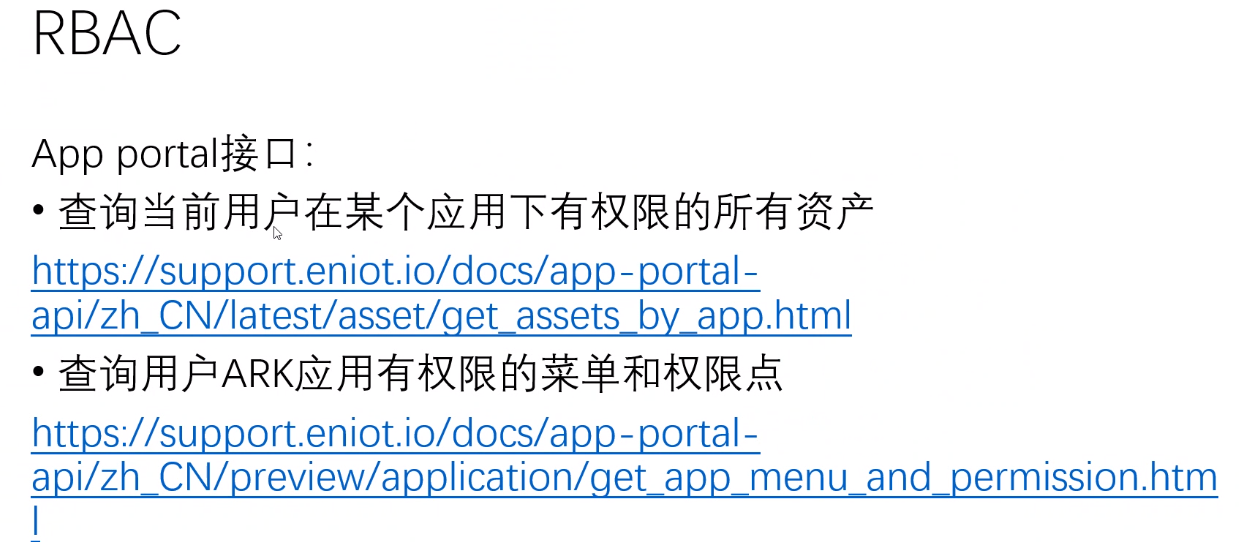 RBAC
App portal接口：
• 查询当前用户在某个应用下有权限的所有资产
https://support.eniot.io/docs/app-portal-
api/zh_CN/latest/asset/get_assets_by_app.html
• 查询用户ARK应用有权限的菜单和权限点
https://support.eniot.io/docs/app-portal-
api/zh_CN/preview/application/get_app_menu_and_permission.htm
l